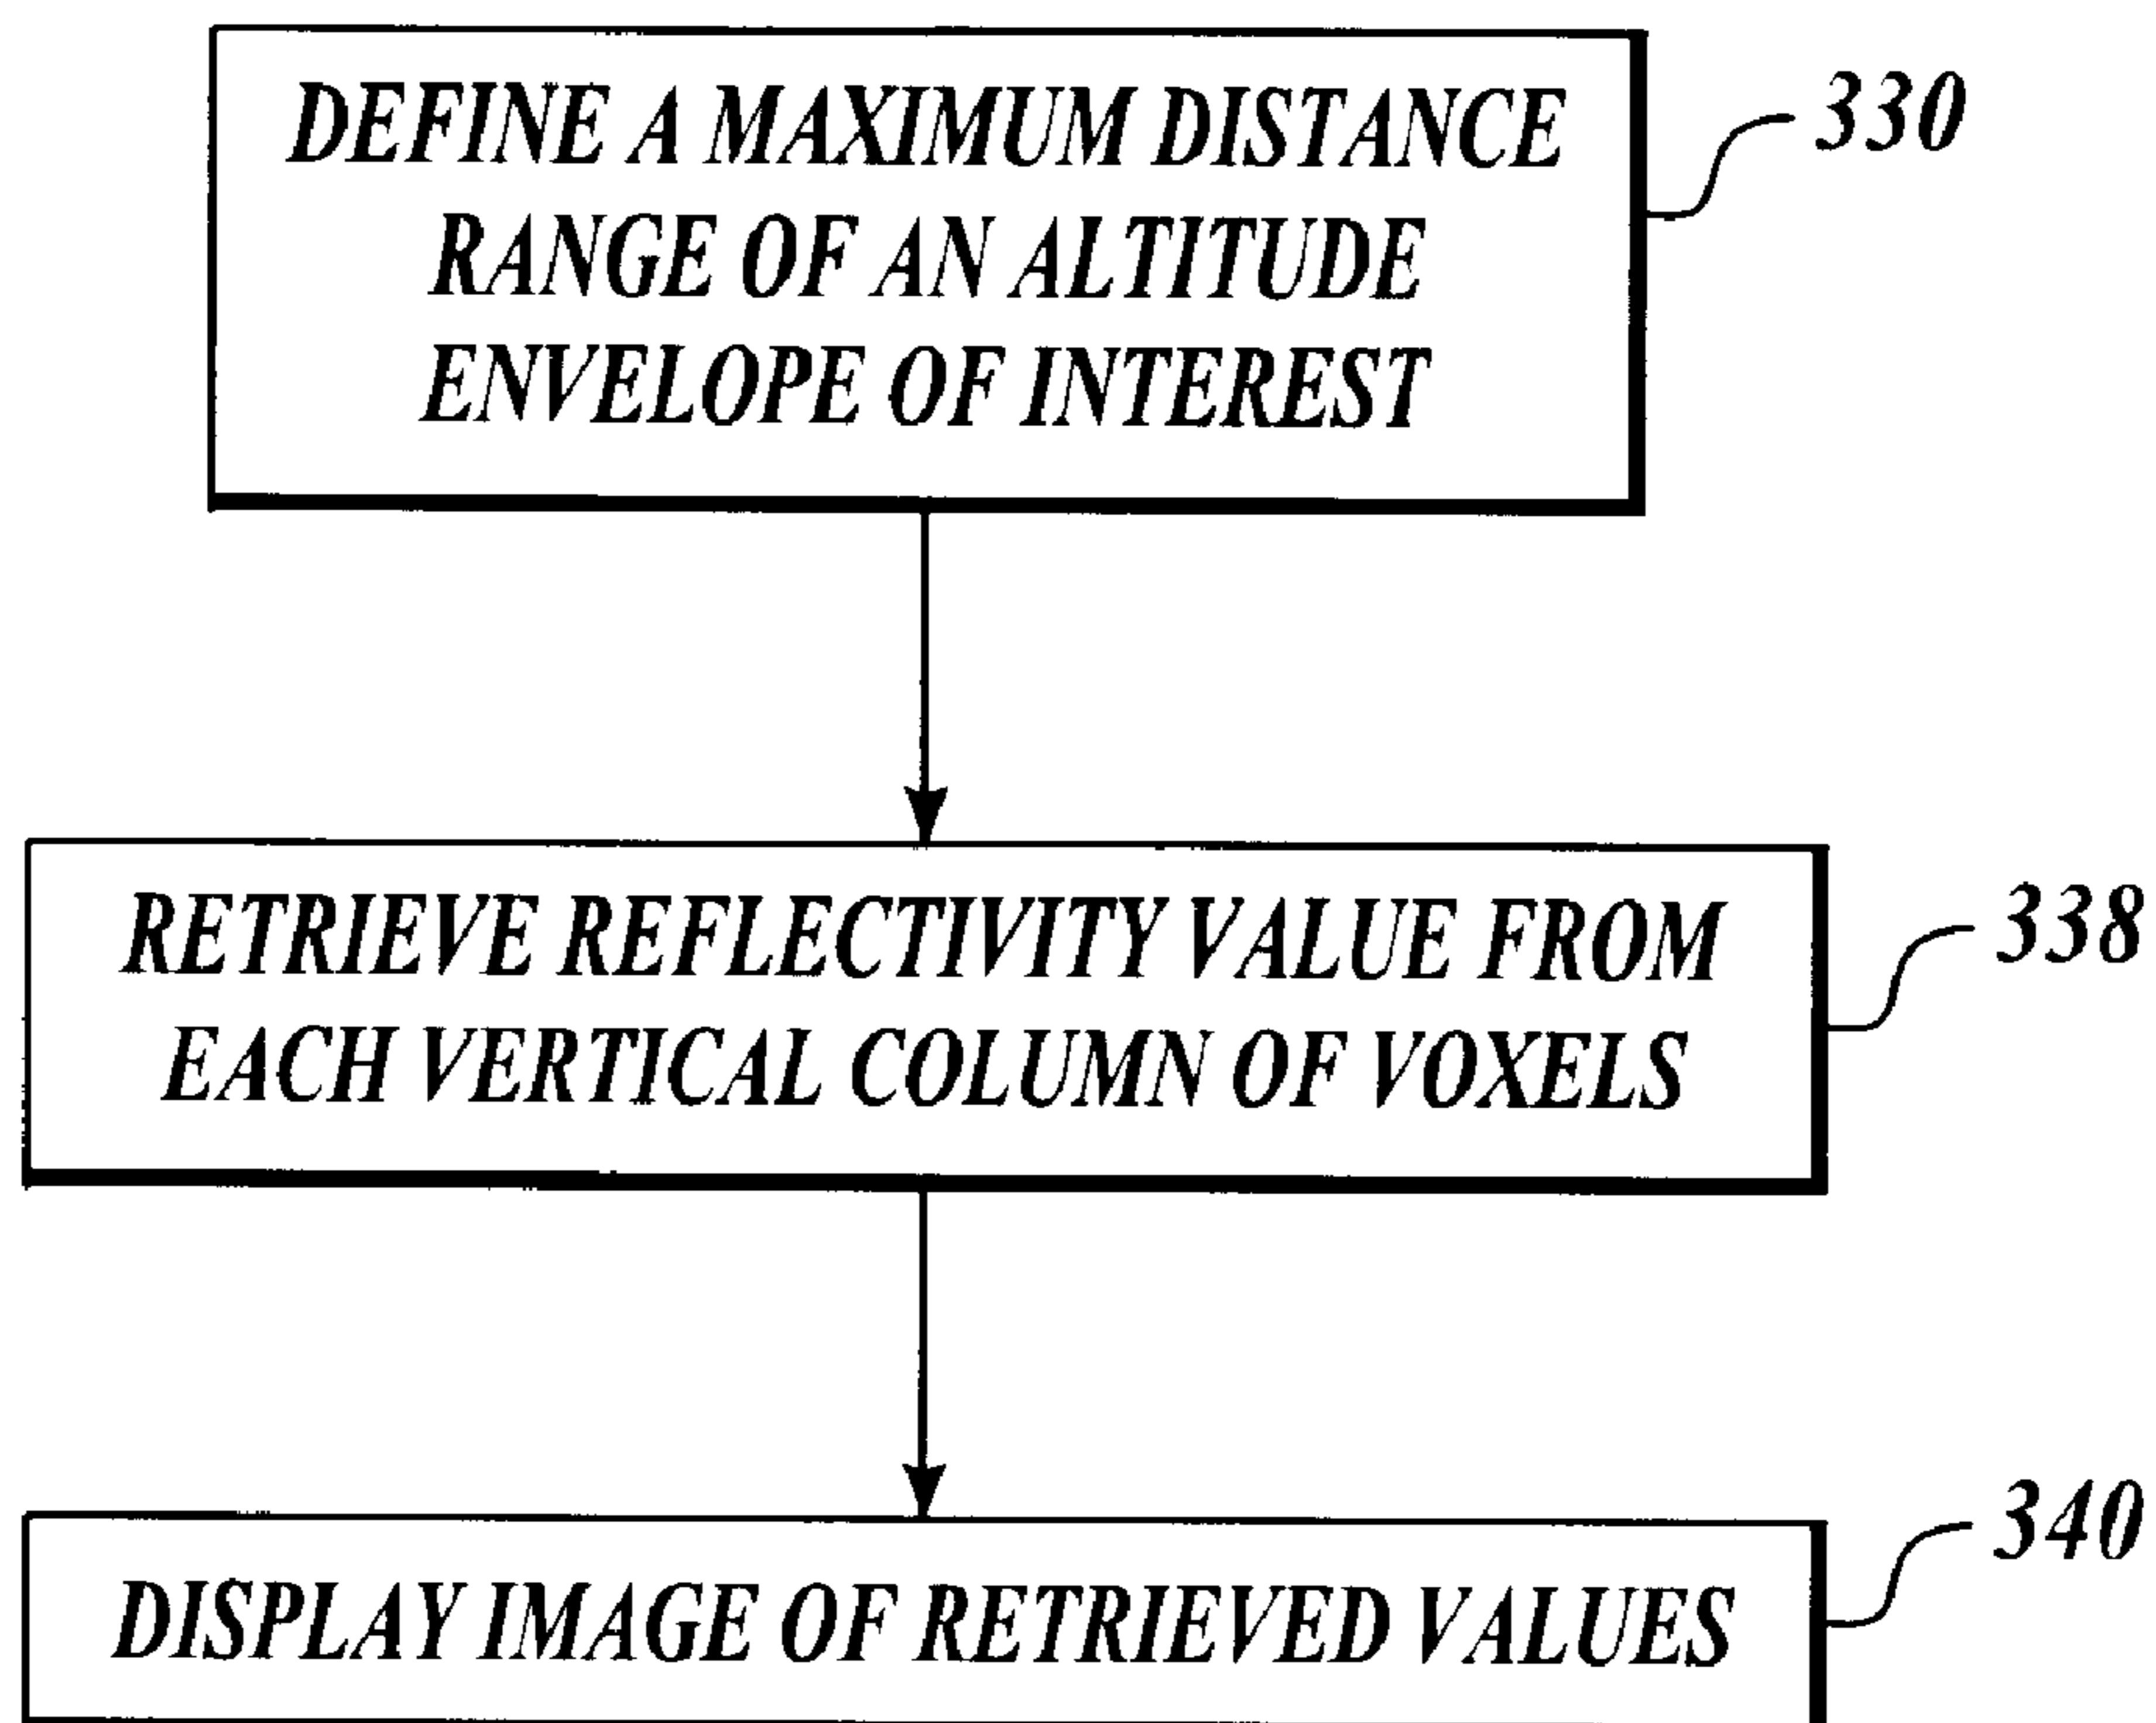 DEFINE A MAXIMUM DISTANCE
RANGE OF AN ALTITUDE
ENVELOPE OF INTEREST
330
RETRIEVE REFLECTIVITY VALUE FROM
EACH VERTICAL COLUMN OF VOXELS
338
DISPLAY IMAGE OF RETRIEVED VALUES
340